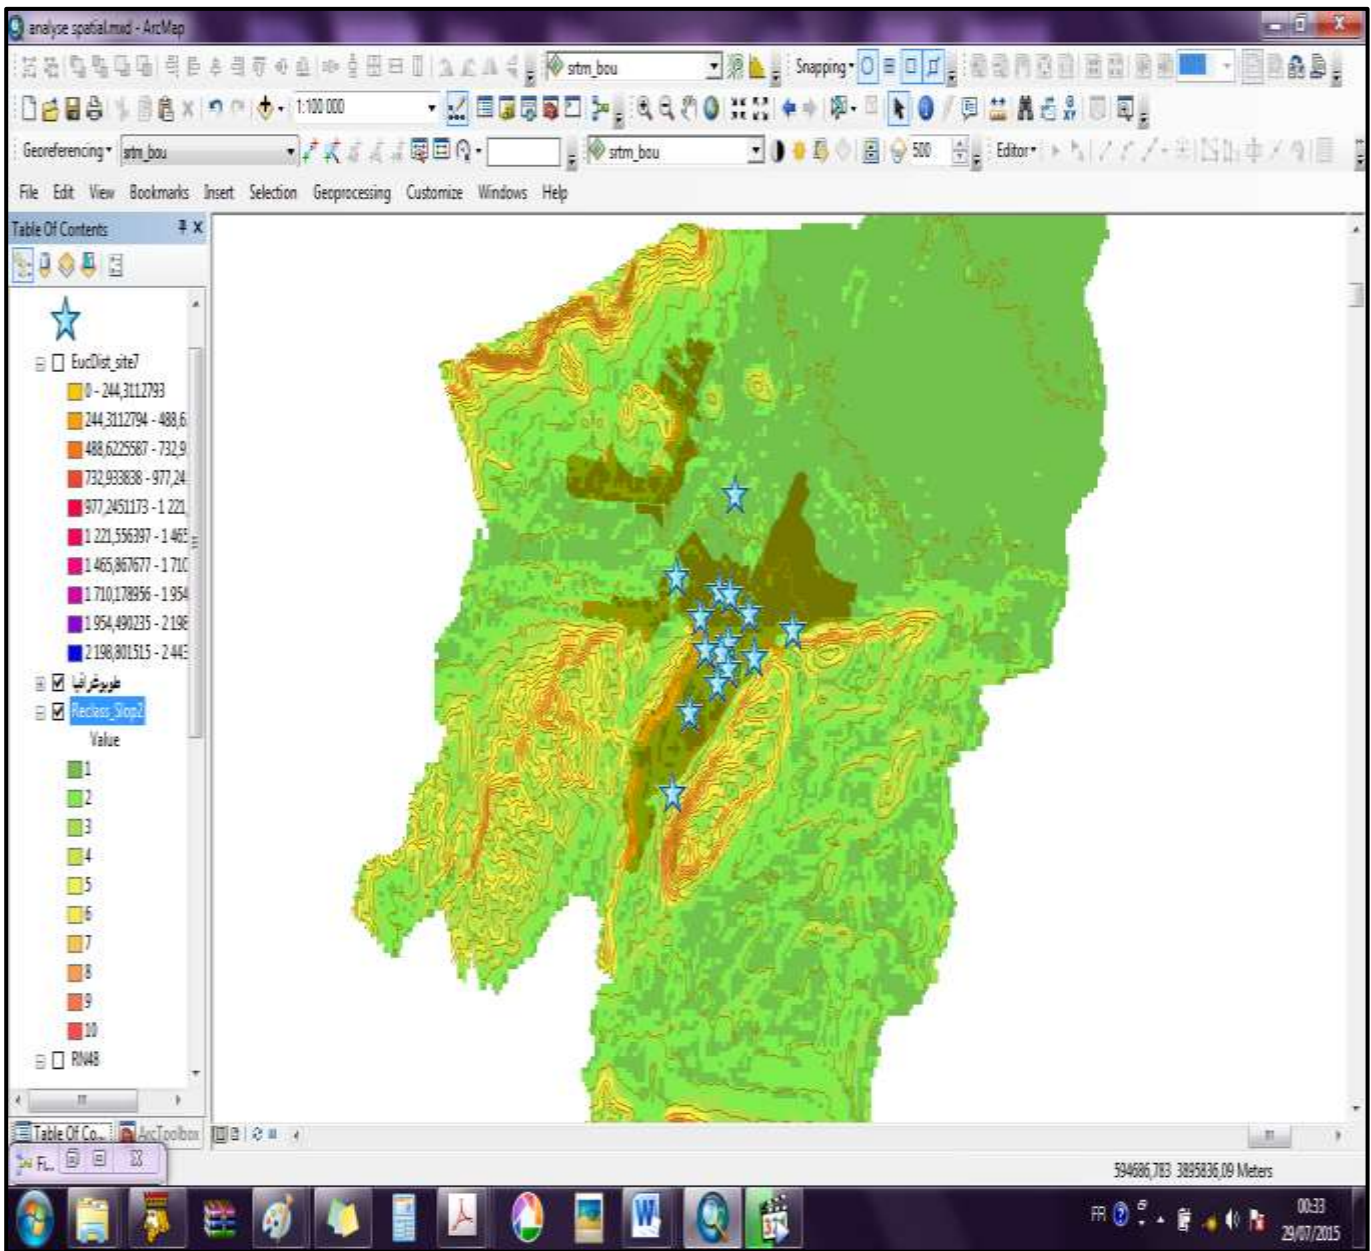 analyse spatial.mxd - ArcMap
srtm_bou
Snapping
1:100 000
Georeferencing
srtm_bou
srtm_bou
500
Editor
File Edit View Bookmarks Insert Selection Geoprocessing Customize Windows Help
Table Of Contents
EucDist_site7
0 - 244,3112793
244,3112794 - 488,6
488,6225587 - 732,9
732,933838 - 977,24
977,2451173 - 1 221,
1 221,556397 - 1 465
1 465,867677 - 1 710
1 710,178956 - 1 954
1 954,490235 - 2 198
2 198,801515 - 2 443
طوبوغرافيا
Reclass_Slop2
Value
1
2
3
4
5
6
7
8
9
10
RN48
Table Of Co...
ArcToolbox
Fi...
594686,783 3895836,09 Meters
FR
00:33
29/07/2015